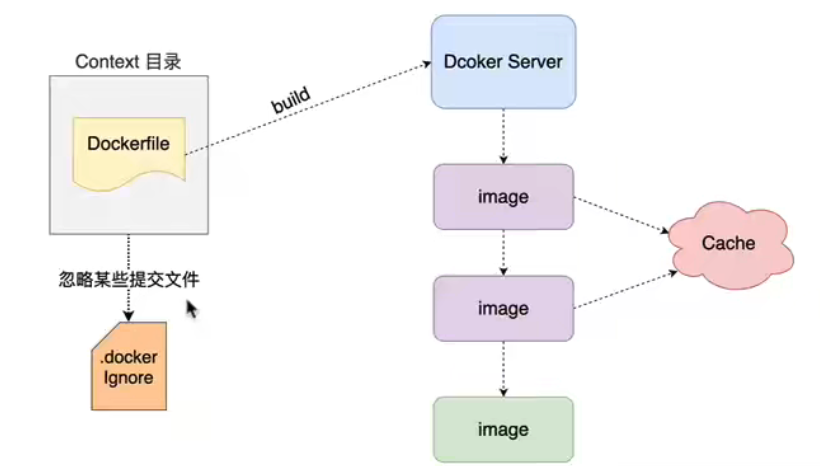 Context 目录
Dockerfile
build
Dcoker Server
image
Cache
忽略某些提交文件
image
.docker
Ignore
image